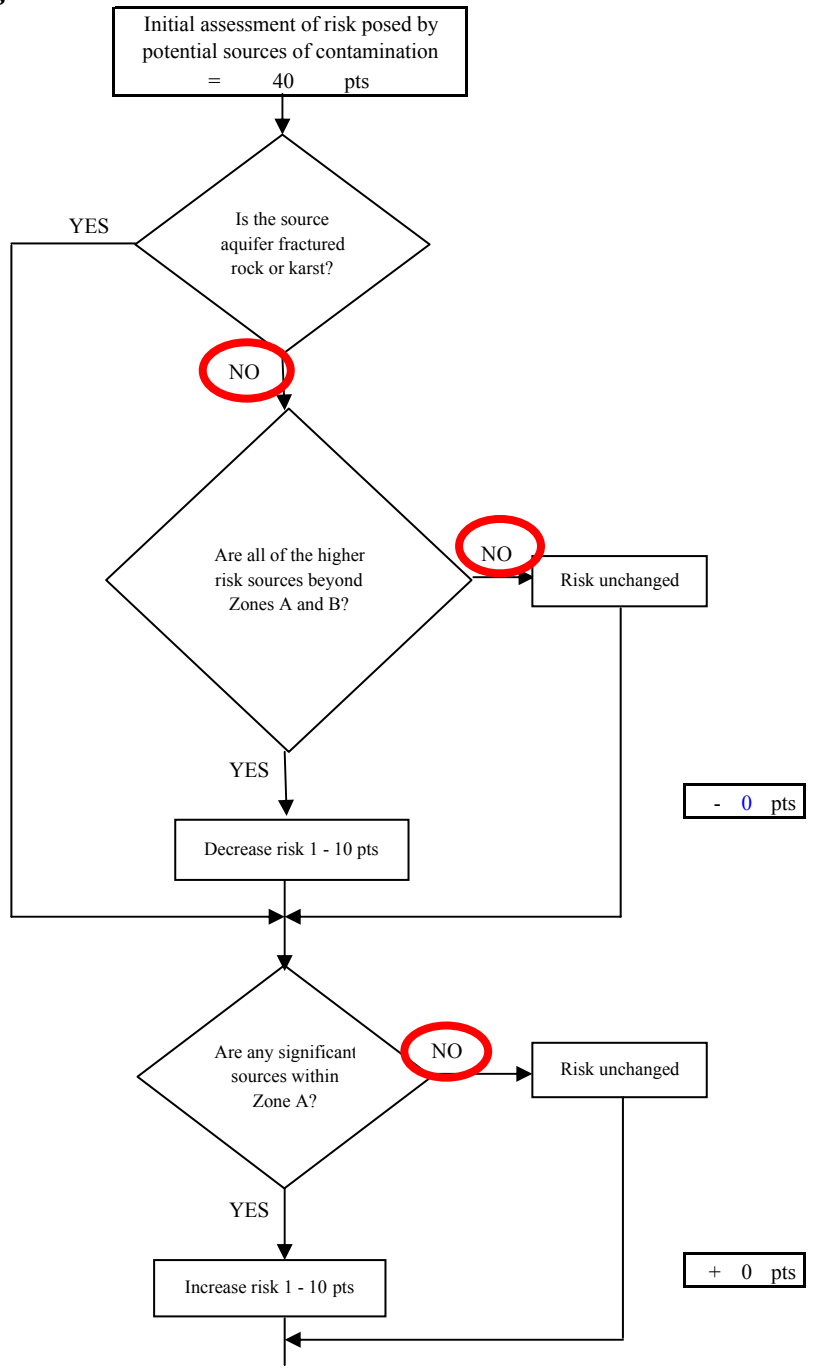 Initial assessment of risk posed by
potential sources of contamination
= 40 pts
YES
Is the source
aquifer fractured
rock or karst?
NO
Are all of the higher
risk sources beyond
Zones A and B?
NO
Risk unchanged
YES
- 0 pts
Decrease risk 1 - 10 pts
Are any significant
sources within
Zone A?
NO
Risk unchanged
YES
+ 0 pts
Increase risk 1 - 10 pts